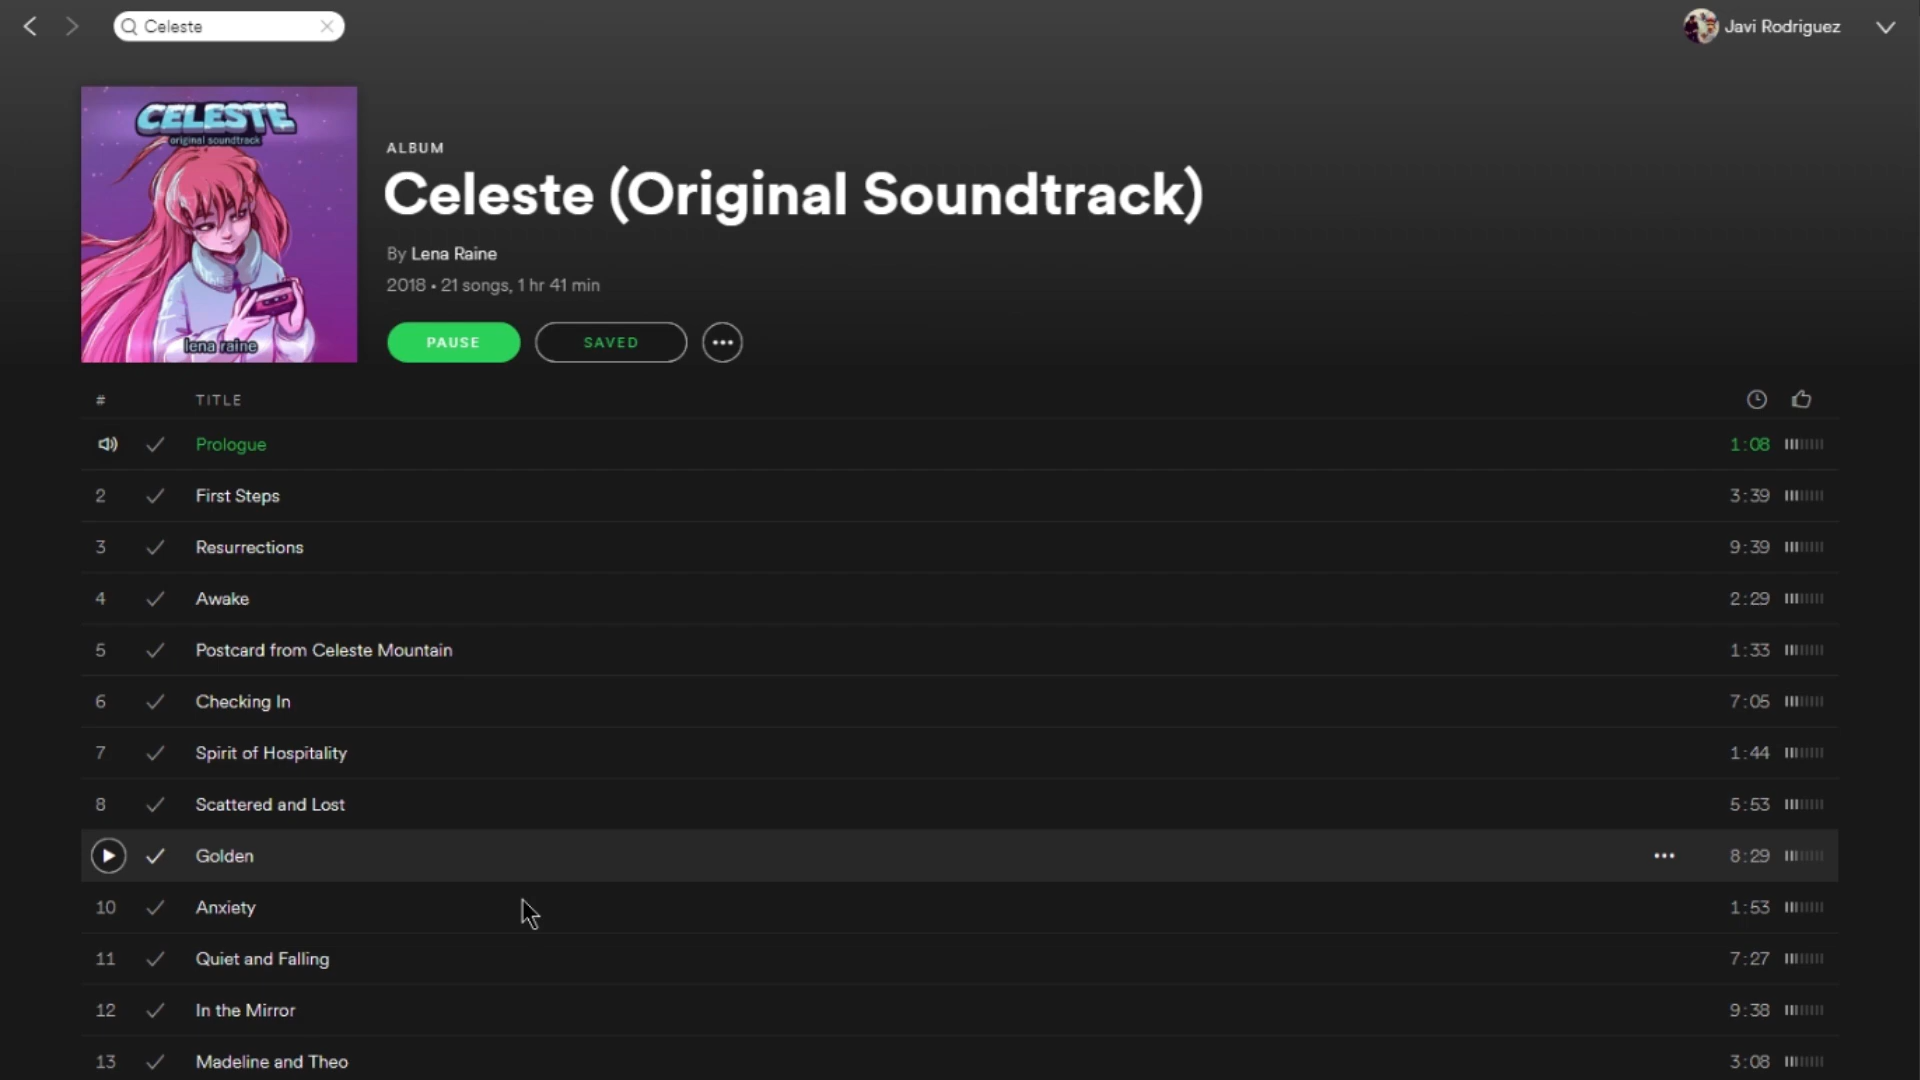 Celeste
Javi Rodriguez
CELESTE
original soundtrack
lena raine
ALBUM
Celeste (Original Soundtrack)
By Lena Raine
2018 • 21 songs, 1 hr 41 min
PAUSE SAVED
# TITLE
Prologue 1:08
2 First Steps 3:39
3 Resurrections 9:39
4 Awake 2:29
5 Postcard from Celeste Mountain 1:33
6 Checking In 7:05
7 Spirit of Hospitality 1:44
8 Scattered and Lost 5:53
Golden 8:29
10 Anxiety 1:53
11 Quiet and Falling 7:27
12 In the Mirror 9:38
13 Madeline and Theo 3:08